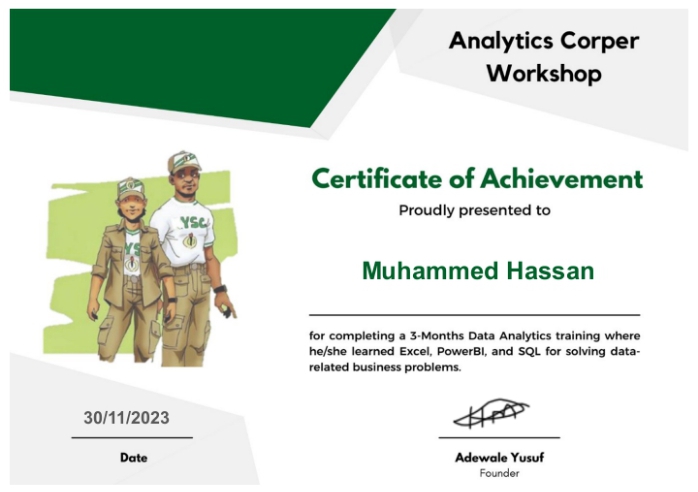 Analytics Corper
Workshop
Certificate of Achievement
Proudly presented to
YSC
YS
Muhammed Hassan
for completing a 3-Months Data Analytics training where
he/she learned Excel, PowerBI, and SQL for solving data-
related business problems.
30/11/2023
Date
Adewale Yusuf
Founder